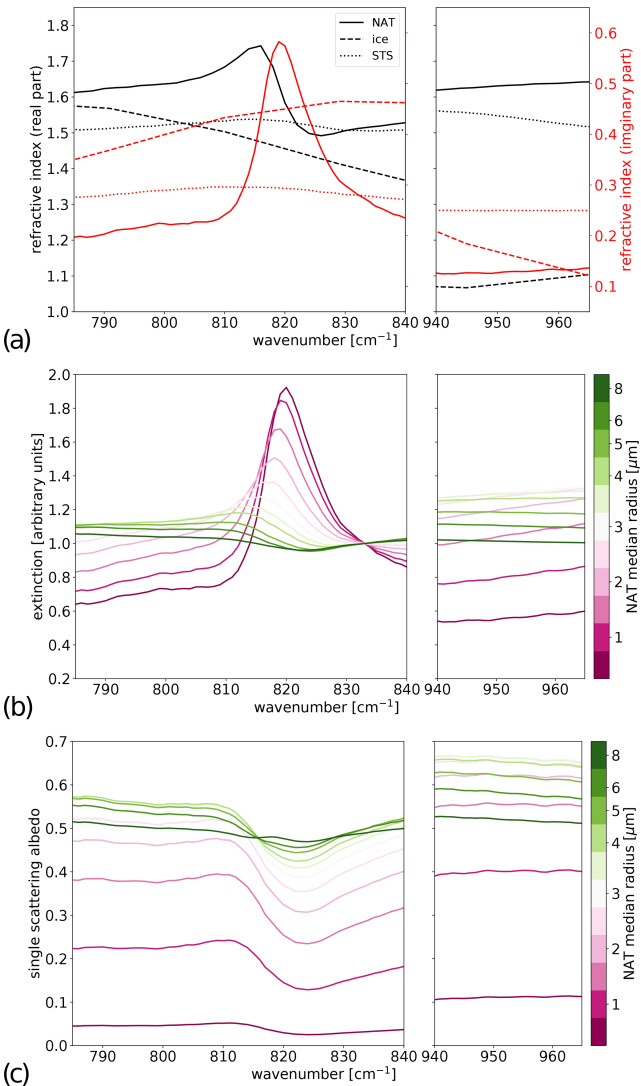 1.8
1.7
1.6
1.5
1.4
1.3
1.2
1.1
1.0
refractive index (real part)
NAT
ice
STS
0.6
0.5
0.4
0.3
0.2
0.1
refractive index (imginary part)
790 800 810 820 830 840 940 950 960
wavenumber [cm⁻¹]
(a)
2.0
1.8
1.6
1.4
1.2
1.0
0.8
0.6
0.4
0.2
extinction [arbitrary units]
8
6
5
4
3
2
1
NAT median radius [μm]
790 800 810 820 830 840 940 950 960
wavenumber [cm⁻¹]
(b)
0.7
0.6
0.5
0.4
0.3
0.2
0.1
0.0
single scattering albedo
8
6
5
4
3
2
1
NAT median radius [μm]
790 800 810 820 830 840 940 950 960
wavenumber [cm⁻¹]
(c)